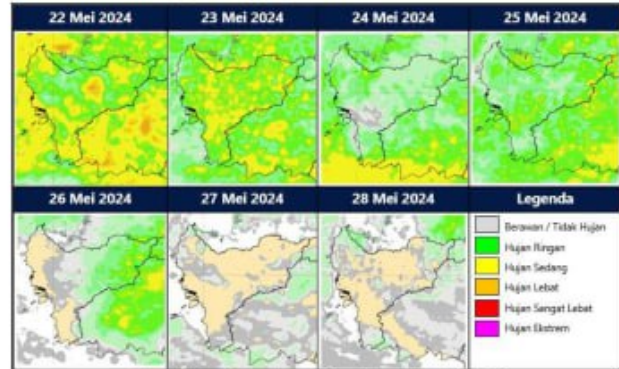 22 Mei 2024
23 Mei 2024
24 Mei 2024
25 Mei 2024
26 Mei 2024
27 Mei 2024
28 Mei 2024
Legenda
Berawan / Tidak Hujan
Hujan Ringan
Hujan Sedang
Hujan Lebat
Hujan Sangat Lebat
Hujan Ekstrem